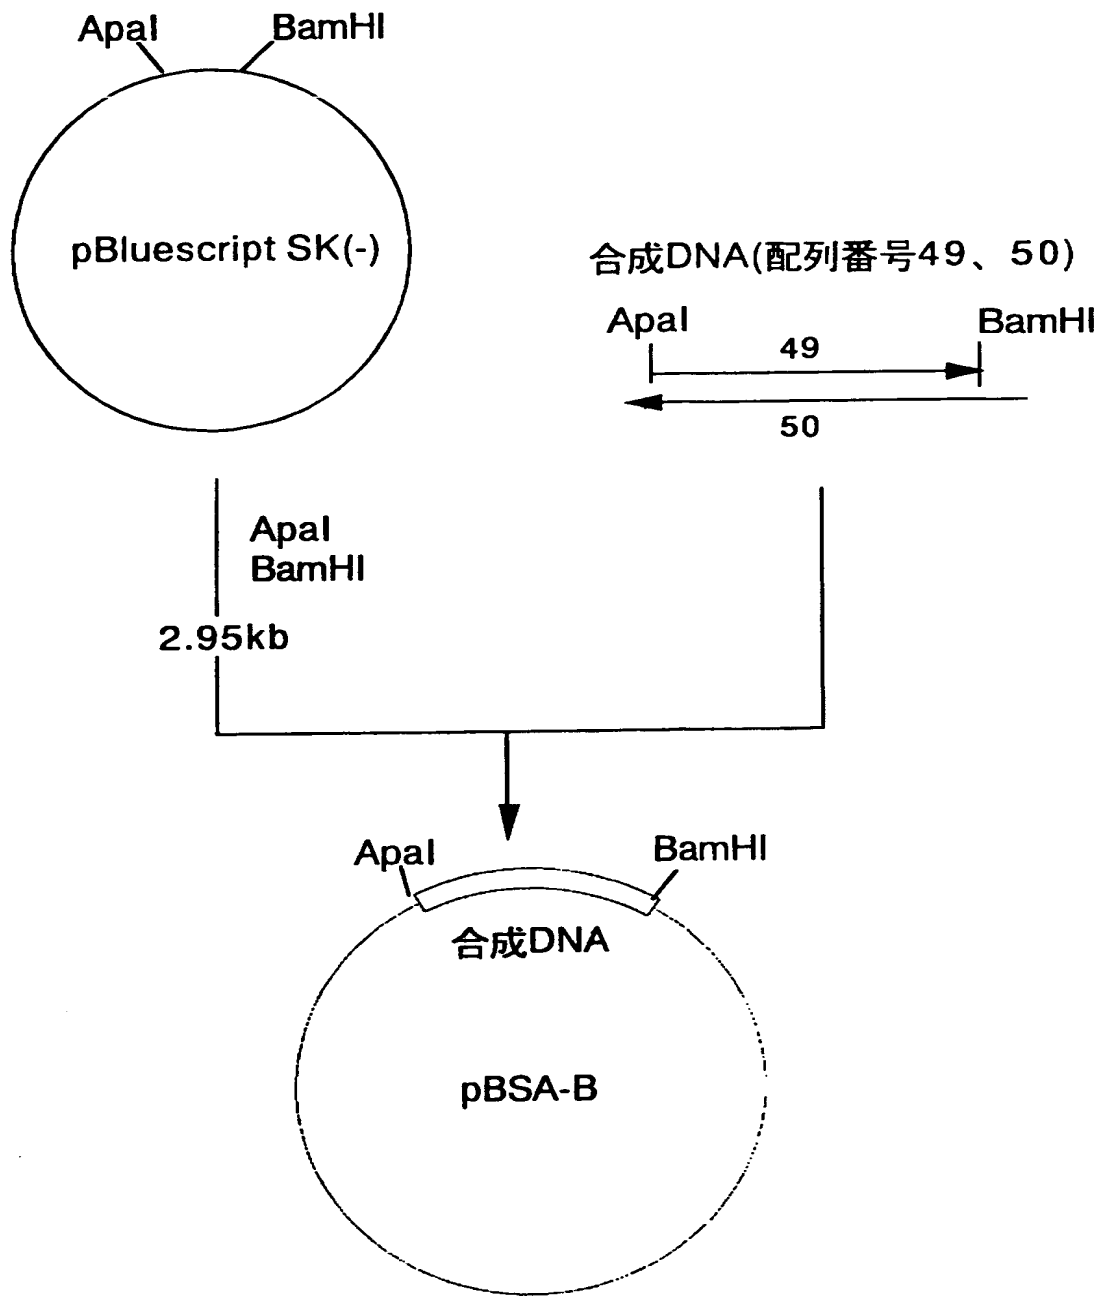 ApaI BamHI
pBluescript SK(-)
合成DNA(配列番号49、50)
ApaI BamHI
49
50
ApaI
BamHI
2.95kb
ApaI BamHI
合成DNA
pBSA-B